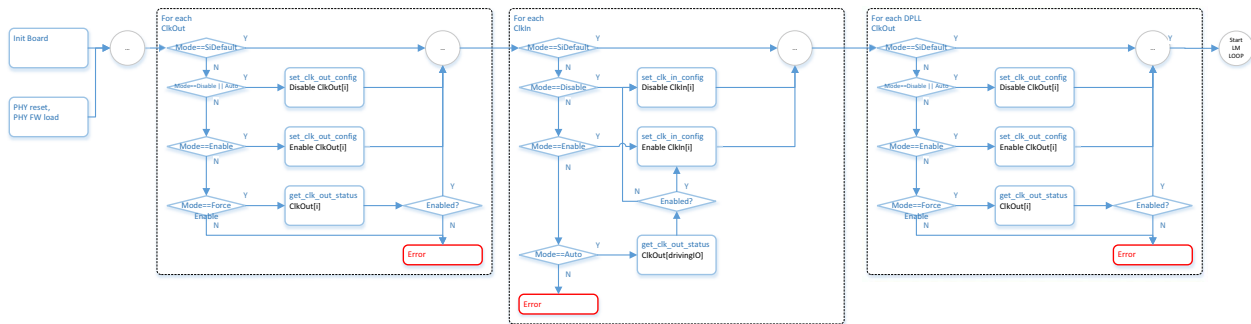 Init Board
PHY reset,
PHY FW load
...
For each
ClkOut
Mode==SiDefault
Y
N
Mode==Disable || Auto
Y
set_clk_out_config
Disable ClkOut[i]
N
Mode==Enable
Y
set_clk_out_config
Enable ClkOut[i]
N
Mode==Force
Enable
Y
get_clk_out_status
ClkOut[i]
Enabled?
Y
N
N
Error
...
For each
ClkIn
Mode==SiDefault
Y
N
Mode==Disable
Y
set_clk_in_config
Disable ClkIn[i]
N
Mode==Enable
Y
set_clk_in_config
Enable ClkIn[i]
N
N
Y
Enabled?
Mode==Auto
Y
get_clk_out_status
ClkOut[drivingIO]
N
Error
...
For each DPLL
ClkOut
Mode==SiDefault
Y
N
Mode==Disable || Auto
Y
set_clk_out_config
Disable ClkOut[i]
N
Mode==Enable
Y
set_clk_out_config
Enable ClkOut[i]
N
Mode==Force
Enable
Y
get_clk_out_status
ClkOut[i]
Enabled?
Y
N
N
Error
...
Y
Start
LM
LOOP